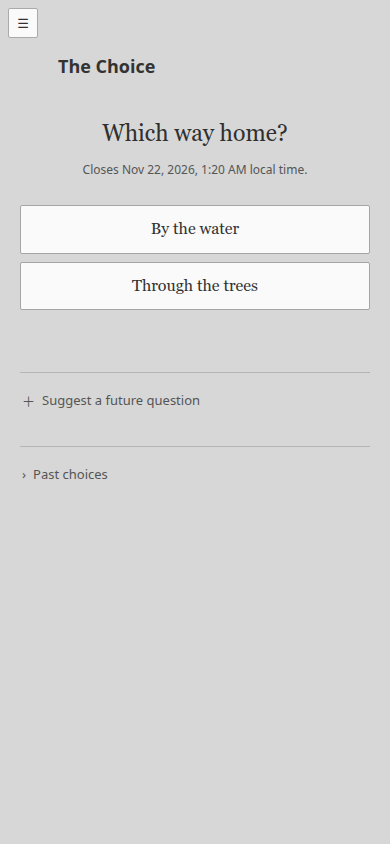 ☰
The Choice
Which way home?
Closes Nov 22, 2026, 1:20 AM local time.
By the water
Through the trees
+ Suggest a future question
› Past choices